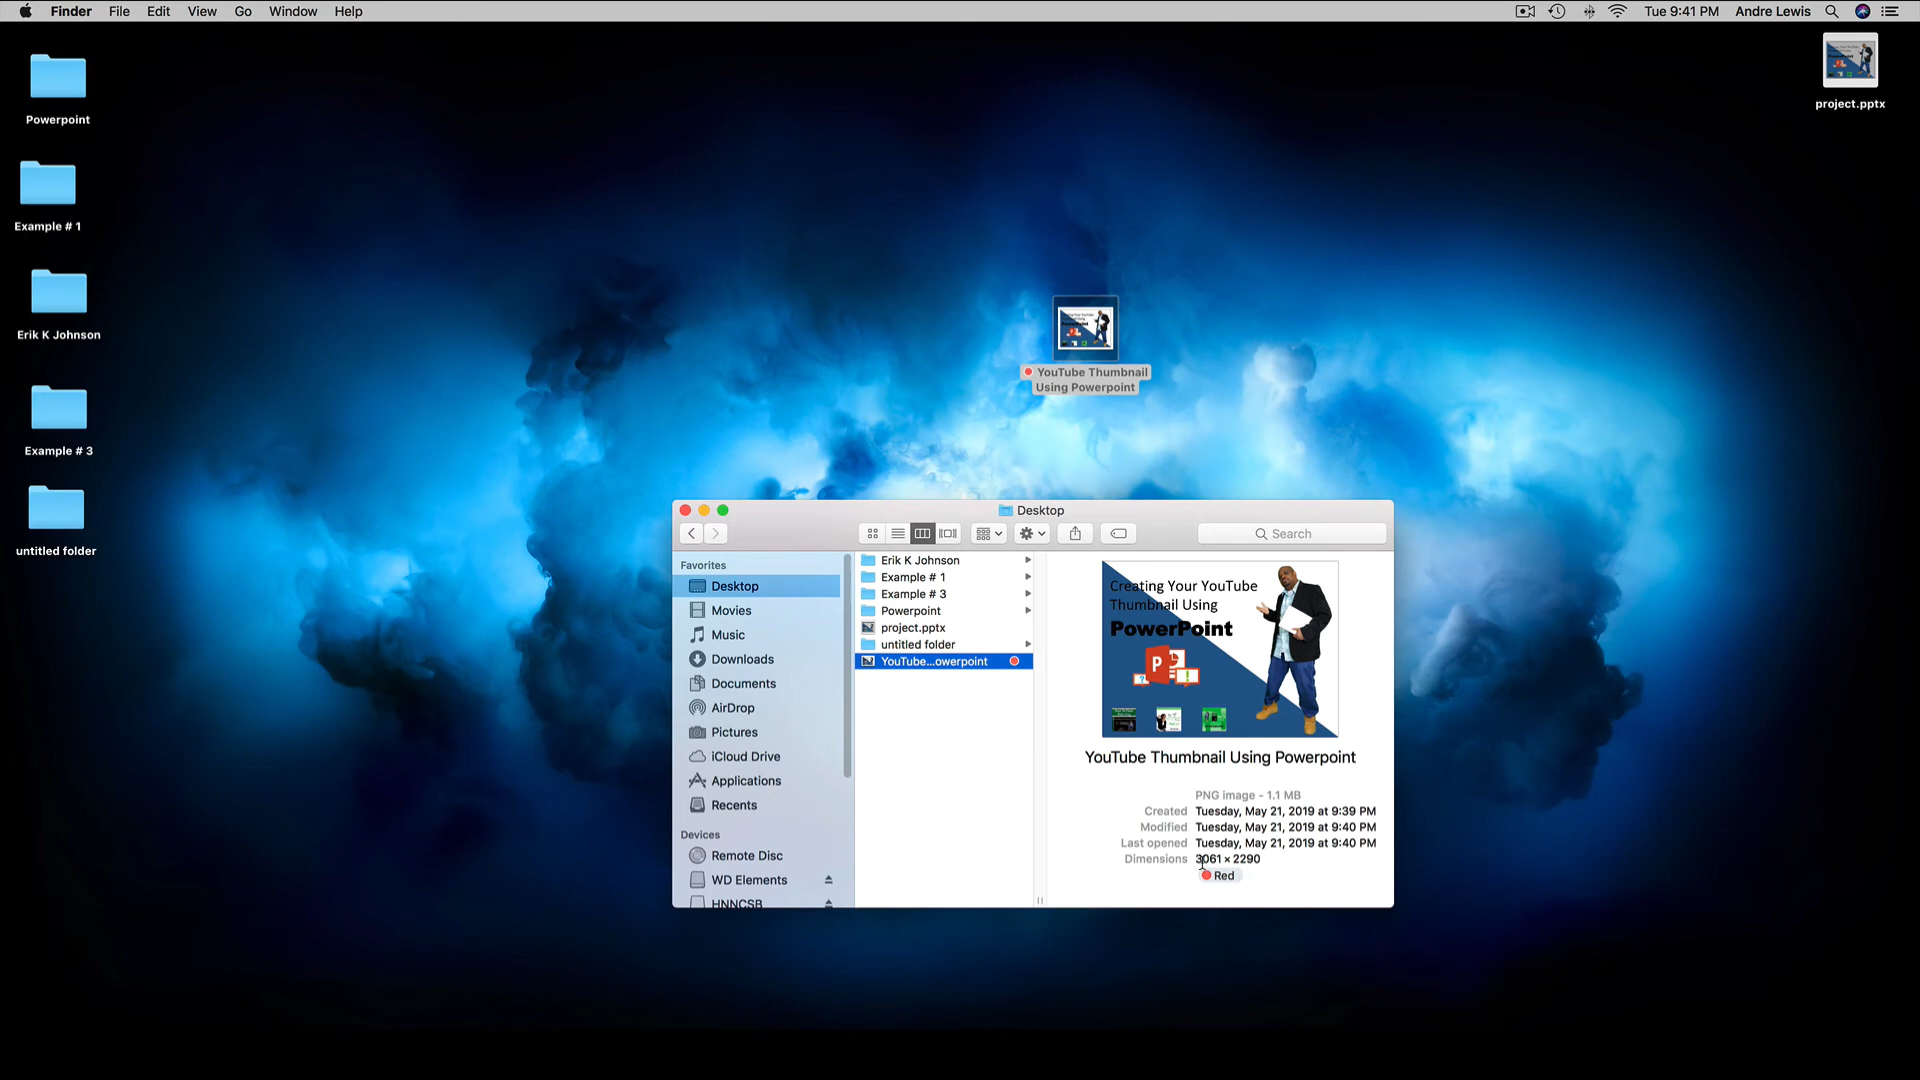 Finder File Edit View Go Window Help
Tue 9:41 PM Andre Lewis
Powerpoint
Example # 1
Erik K Johnson
Example # 3
untitled folder
project.pptx
YouTube Thumbnail
Using Powerpoint
Desktop
Search
Favorites
Desktop
Movies
Music
Downloads
Documents
AirDrop
Pictures
iCloud Drive
Applications
Recents
Devices
Remote Disc
WD Elements
HNNCSB
Erik K Johnson
Example # 1
Example # 3
Powerpoint
project.pptx
untitled folder
YouTube...owerpoint
Creating Your YouTube
Thumbnail Using
PowerPoint
P
YouTube Thumbnail Using Powerpoint
PNG image - 1.1 MB
Created Tuesday, May 21, 2019 at 9:39 PM
Modified Tuesday, May 21, 2019 at 9:40 PM
Last opened Tuesday, May 21, 2019 at 9:40 PM
Dimensions 3061 × 2290
Red